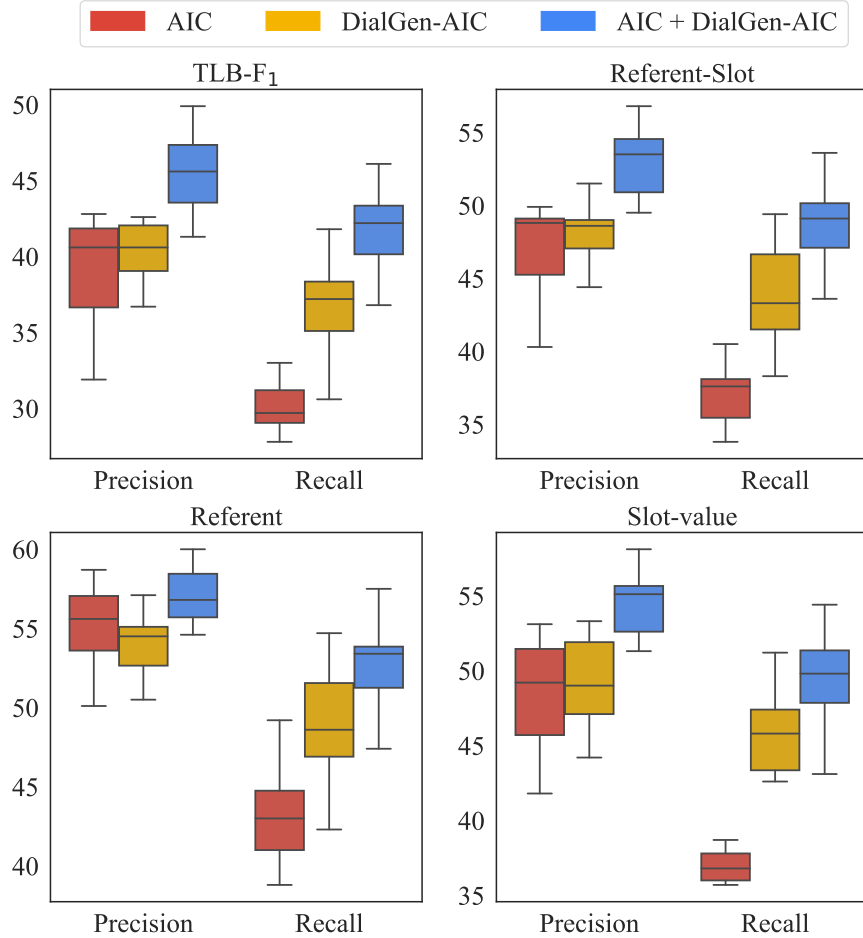 AIC DialGen-AIC AIC + DialGen-AIC
TLB-F₁
50
45
40
35
30
Precision Recall
Referent-Slot
55
50
45
40
35
Precision Recall
Referent
60
55
50
45
40
Precision Recall
Slot-value
55
50
45
40
35
Precision Recall